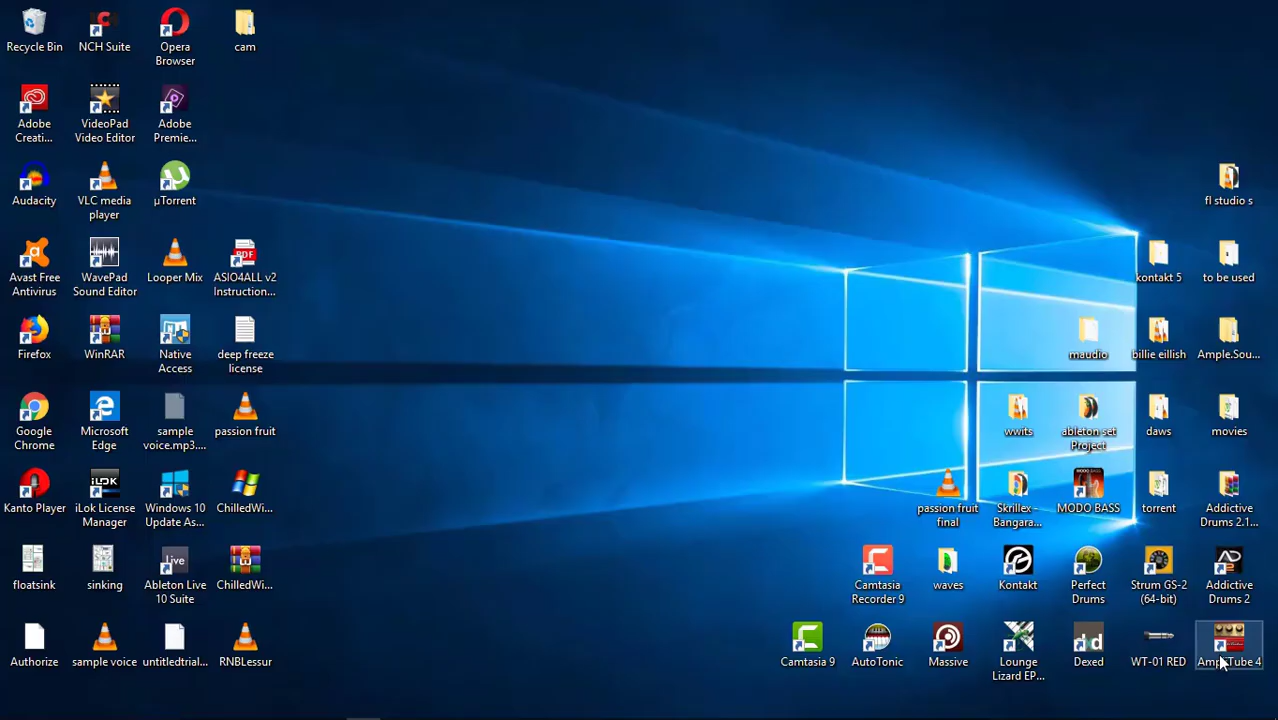 Recycle Bin
NCH Suite
Opera
Browser
cam
Adobe
Creati...
VideoPad
Video Editor
Adobe
Premie...
Audacity
VLC media
player
µTorrent
fl studio s
Avast Free
Antivirus
WavePad
Sound Editor
Looper Mix
PDF
ASIO4ALL v2
Instruction...
kontakt 5
to be used
Firefox
WinRAR
Native
Access
deep freeze
license
maudio
billie eillish
Ample.Sou...
Google
Chrome
Microsoft
Edge
sample
voice.mp3....
passion fruit
wwits
ableton set
Project
daws
movies
Kanto Player
iLOK
iLok License
Manager
Windows 10
Update As...
ChilledWi...
passion fruit
final
Skrillex -
Bangara...
MODO BASS
MODO BASS
torrent
Addictive
Drums 2.1...
floatsink
sinking
Live
Ableton Live
10 Suite
ChilledWi...
Camtasia
Recorder 9
waves
Kontakt
Perfect
Drums
Strum GS-2
(64-bit)
Addictive
Drums 2
Authorize
sample voice
untitledtrial...
RNBLessur
Camtasia 9
AutoTonic
Massive
Lounge
Lizard EP...
dd
Dexed
WT-01 RED
AmpliTube 4